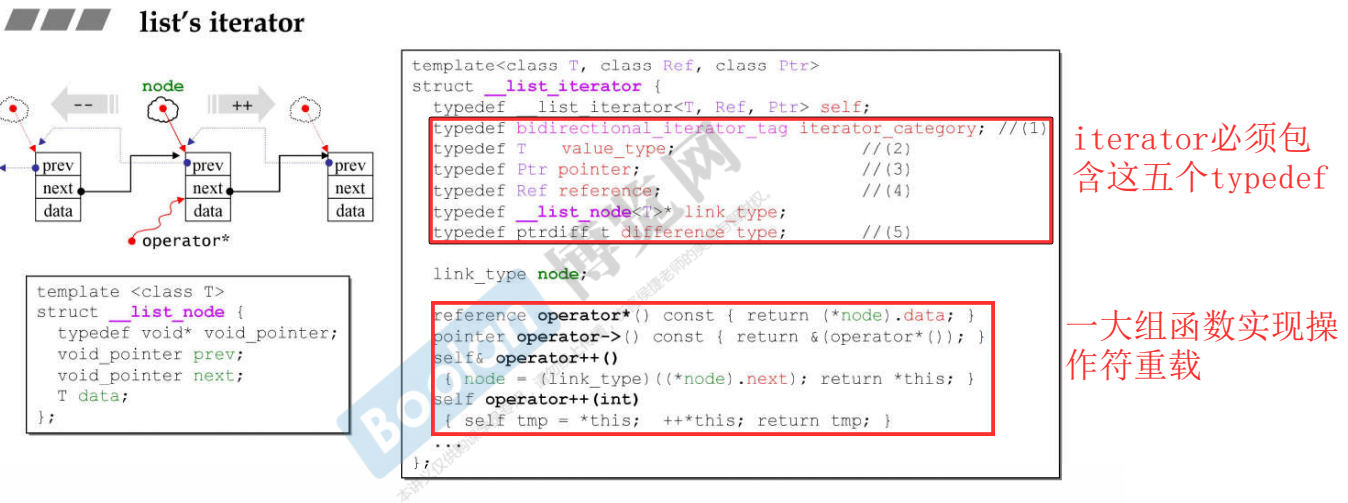 list's iterator
node
--
++
prev
next
data
prev
next
data
prev
next
data
operator*
template <class T>
struct __list_node {
typedef void* void_pointer;
void_pointer prev;
void_pointer next;
T data;
};
template<class T, class Ref, class Ptr>
struct __list_iterator {
typedef __list_iterator<T, Ref, Ptr> self;
typedef bidirectional_iterator_tag iterator_category; //(1)
typedef T value_type; //(2)
typedef Ptr pointer; //(3)
typedef Ref reference; //(4)
typedef __list_node<T>* link_type;
typedef ptrdiff_t difference_type; //(5)
link_type node;
reference operator*() const { return (*node).data; }
pointer operator->() const { return &(operator*()); }
self& operator++()
{ node = (link_type)((*node).next); return *this; }
self operator++(int)
{ self tmp = *this; ++*this; return tmp; }
...
};
iterator必须包
含这五个typedef
一大组函数实现操
作符重载
Boolan 博览网